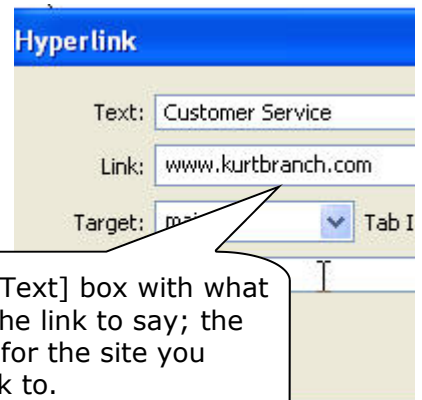 Hyperlink
Text: Customer Service
Link: www.kurtbranch.com
Target: Tab I
Text] box with what
he link to say; the
for the site you
k to.